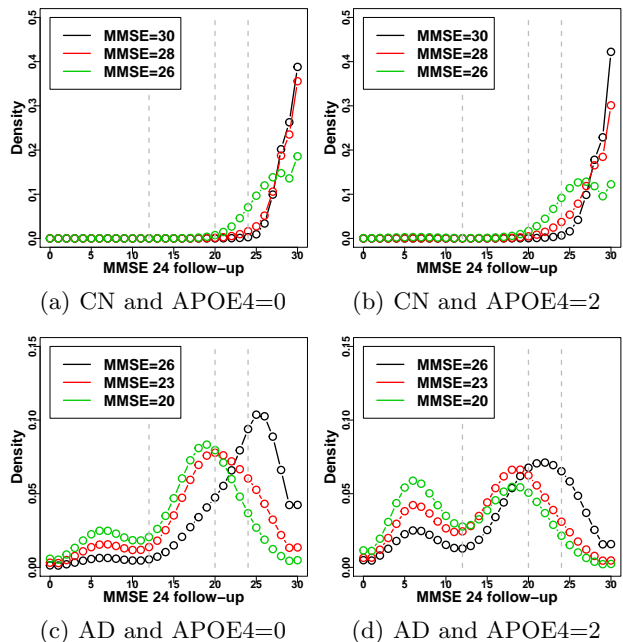 0.5
0.4
0.3
0.2
0.1
0.0
Density
MMSE=30
MMSE=28
MMSE=26
0 5 10 15 20 25 30
MMSE 24 follow-up
(a) CN and APOE4=0
0.5
0.4
0.3
0.2
0.1
0.0
Density
MMSE=30
MMSE=28
MMSE=26
0 5 10 15 20 25 30
MMSE 24 follow-up
(b) CN and APOE4=2
0.15
0.10
0.05
0.00
Density
MMSE=26
MMSE=23
MMSE=20
0 5 10 15 20 25 30
MMSE 24 follow-up
(c) AD and APOE4=0
0.15
0.10
0.05
0.00
Density
MMSE=26
MMSE=23
MMSE=20
0 5 10 15 20 25 30
MMSE 24 follow-up
(d) AD and APOE4=2